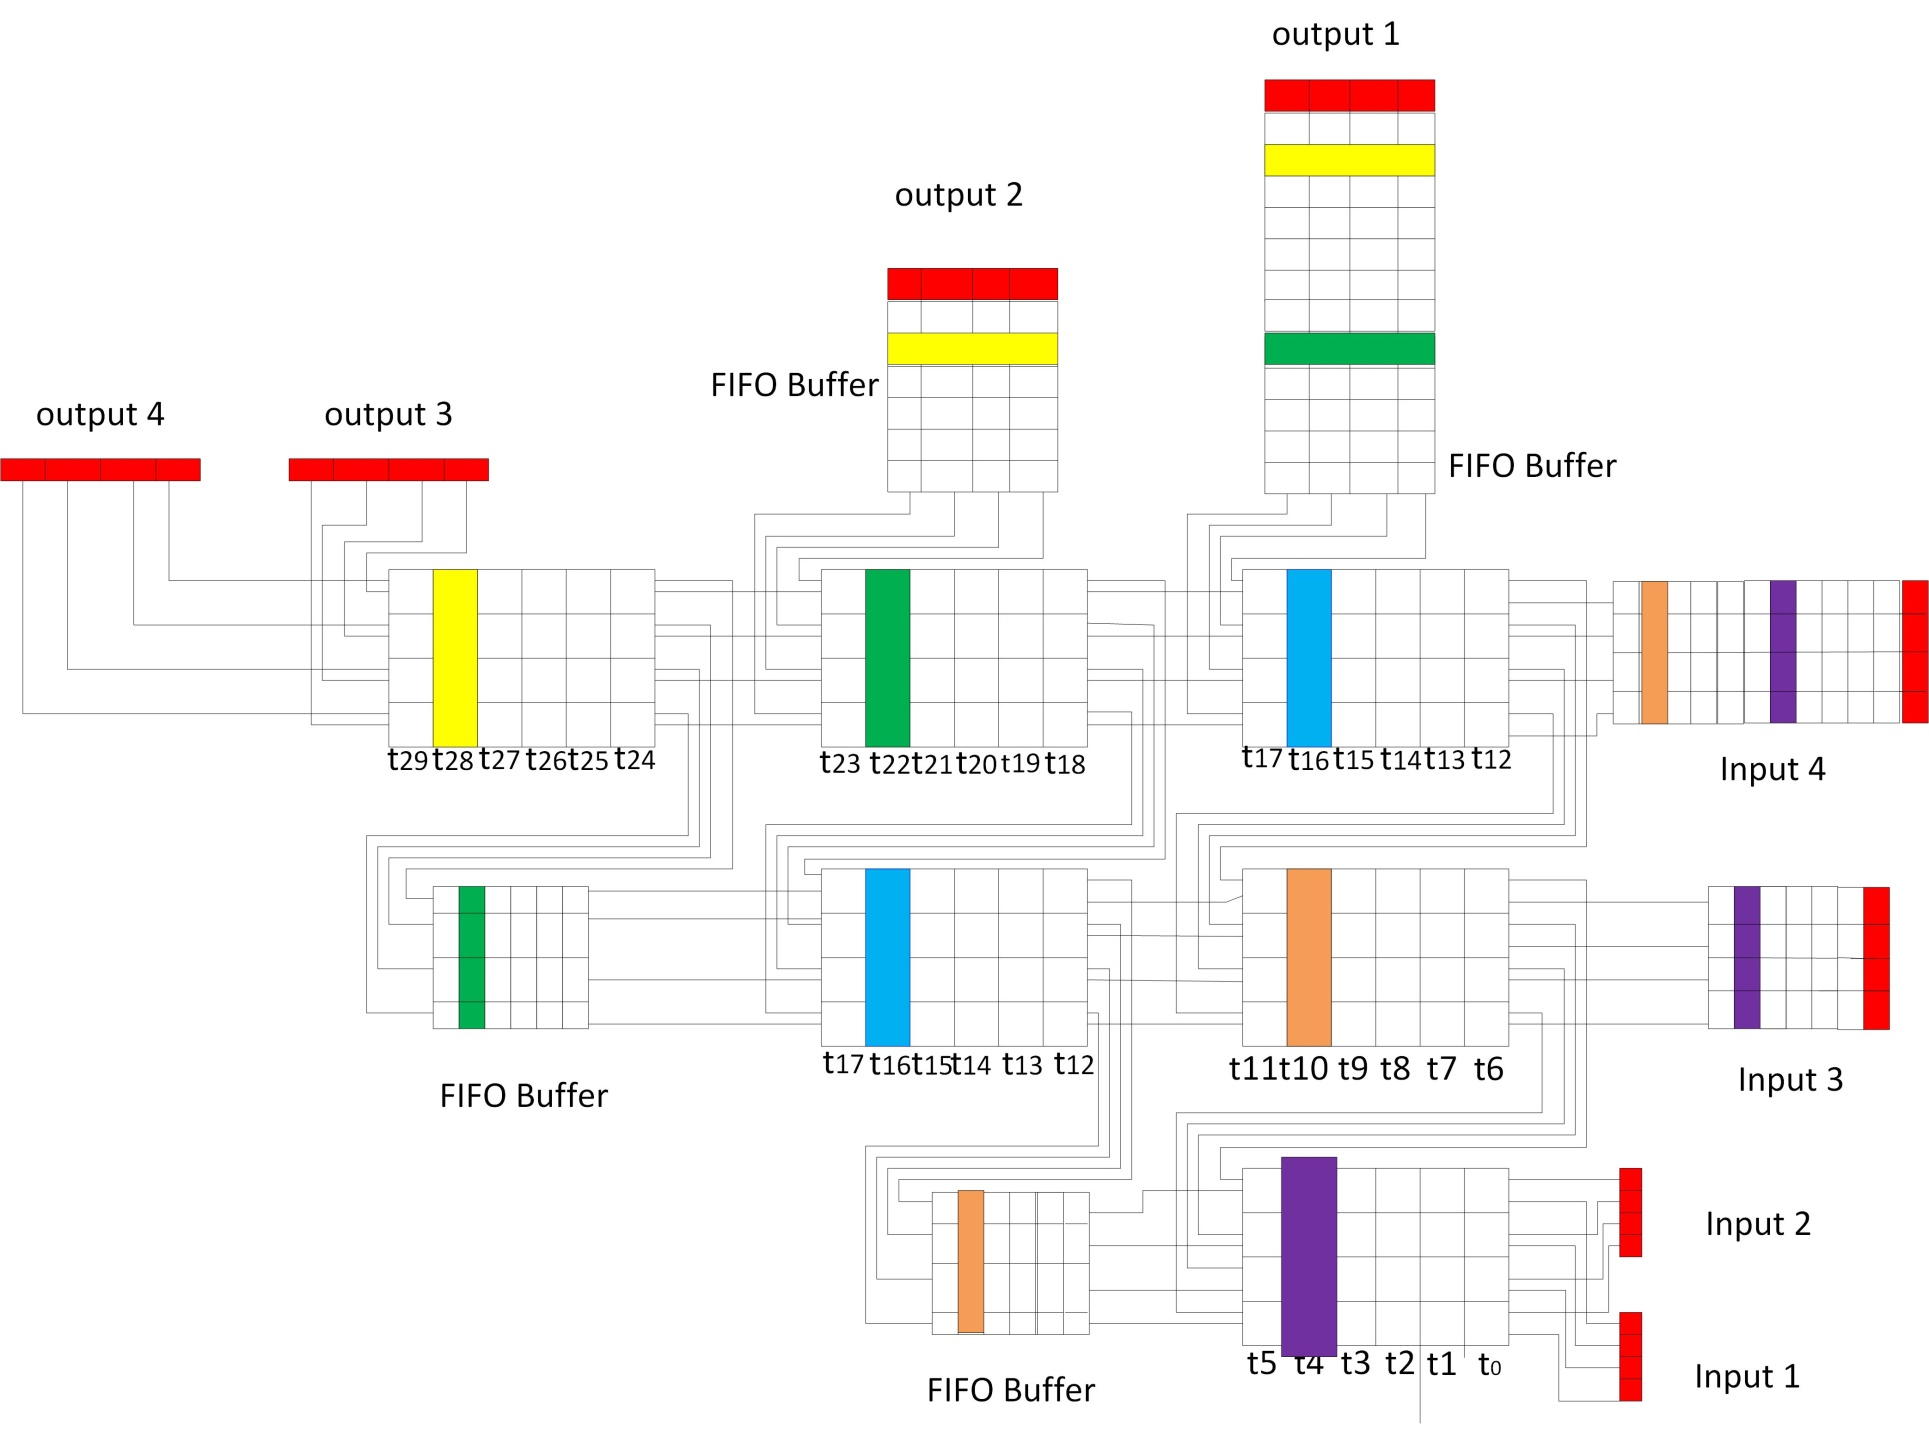 output 1
output 2
FIFO Buffer
output 4
output 3
FIFO Buffer
t29 t28 t27 t26 t25 t24
t23 t22 t21 t20 t19 t18
t17 t16 t15 t14 t13 t12
Input 4
FIFO Buffer
t17 t16 t15 t14 t13 t12
t11 t10 t9 t8 t7 t6
Input 3
Input 2
FIFO Buffer
t5 t4 t3 t2 t1 t0
Input 1